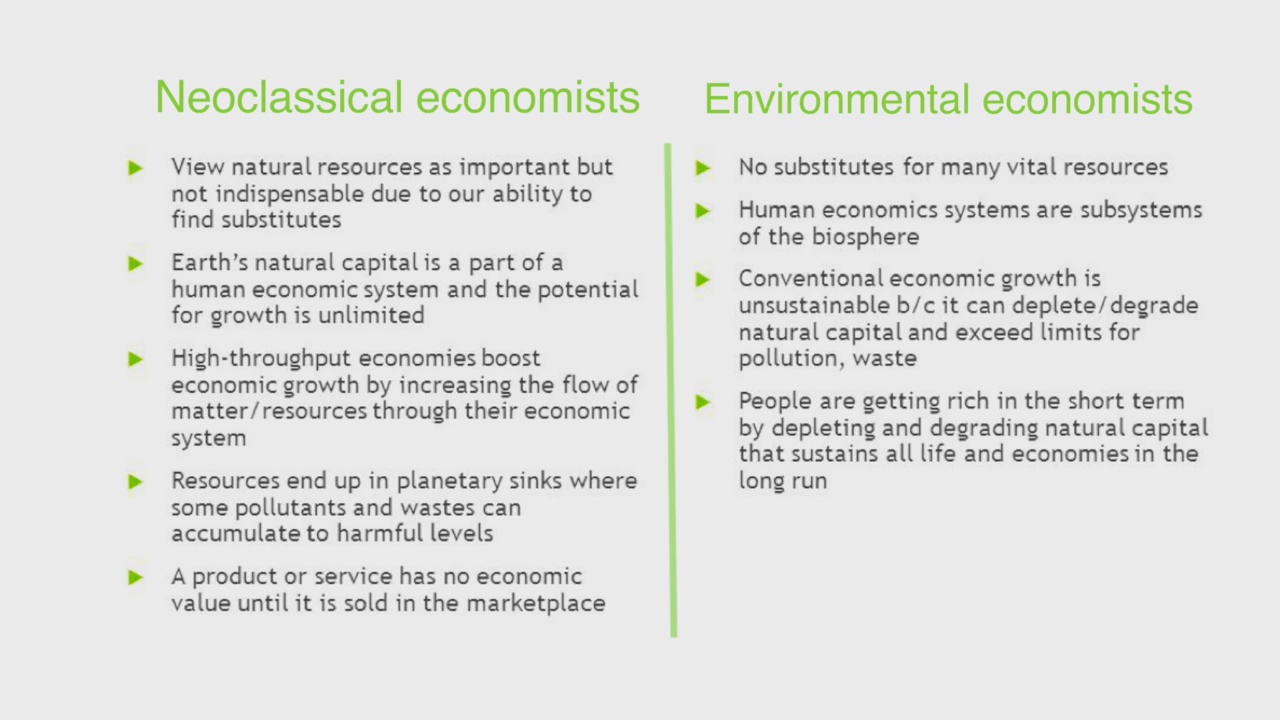 Neoclassical economists
View natural resources as important but
not indispensable due to our ability to
find substitutes
Earth's natural capital is a part of a
human economic system and the potential
for growth is unlimited
High-throughput economies boost
economic growth by increasing the flow of
matter/resources through their economic
system
Resources end up in planetary sinks where
some pollutants and wastes can
accumulate to harmful levels
A product or service has no economic
value until it is sold in the marketplace
Environmental economists
No substitutes for many vital resources
Human economics systems are subsystems
of the biosphere
Conventional economic growth is
unsustainable b/c it can deplete/degrade
natural capital and exceed limits for
pollution, waste
People are getting rich in the short term
by depleting and degrading natural capital
that sustains all life and economies in the
long run